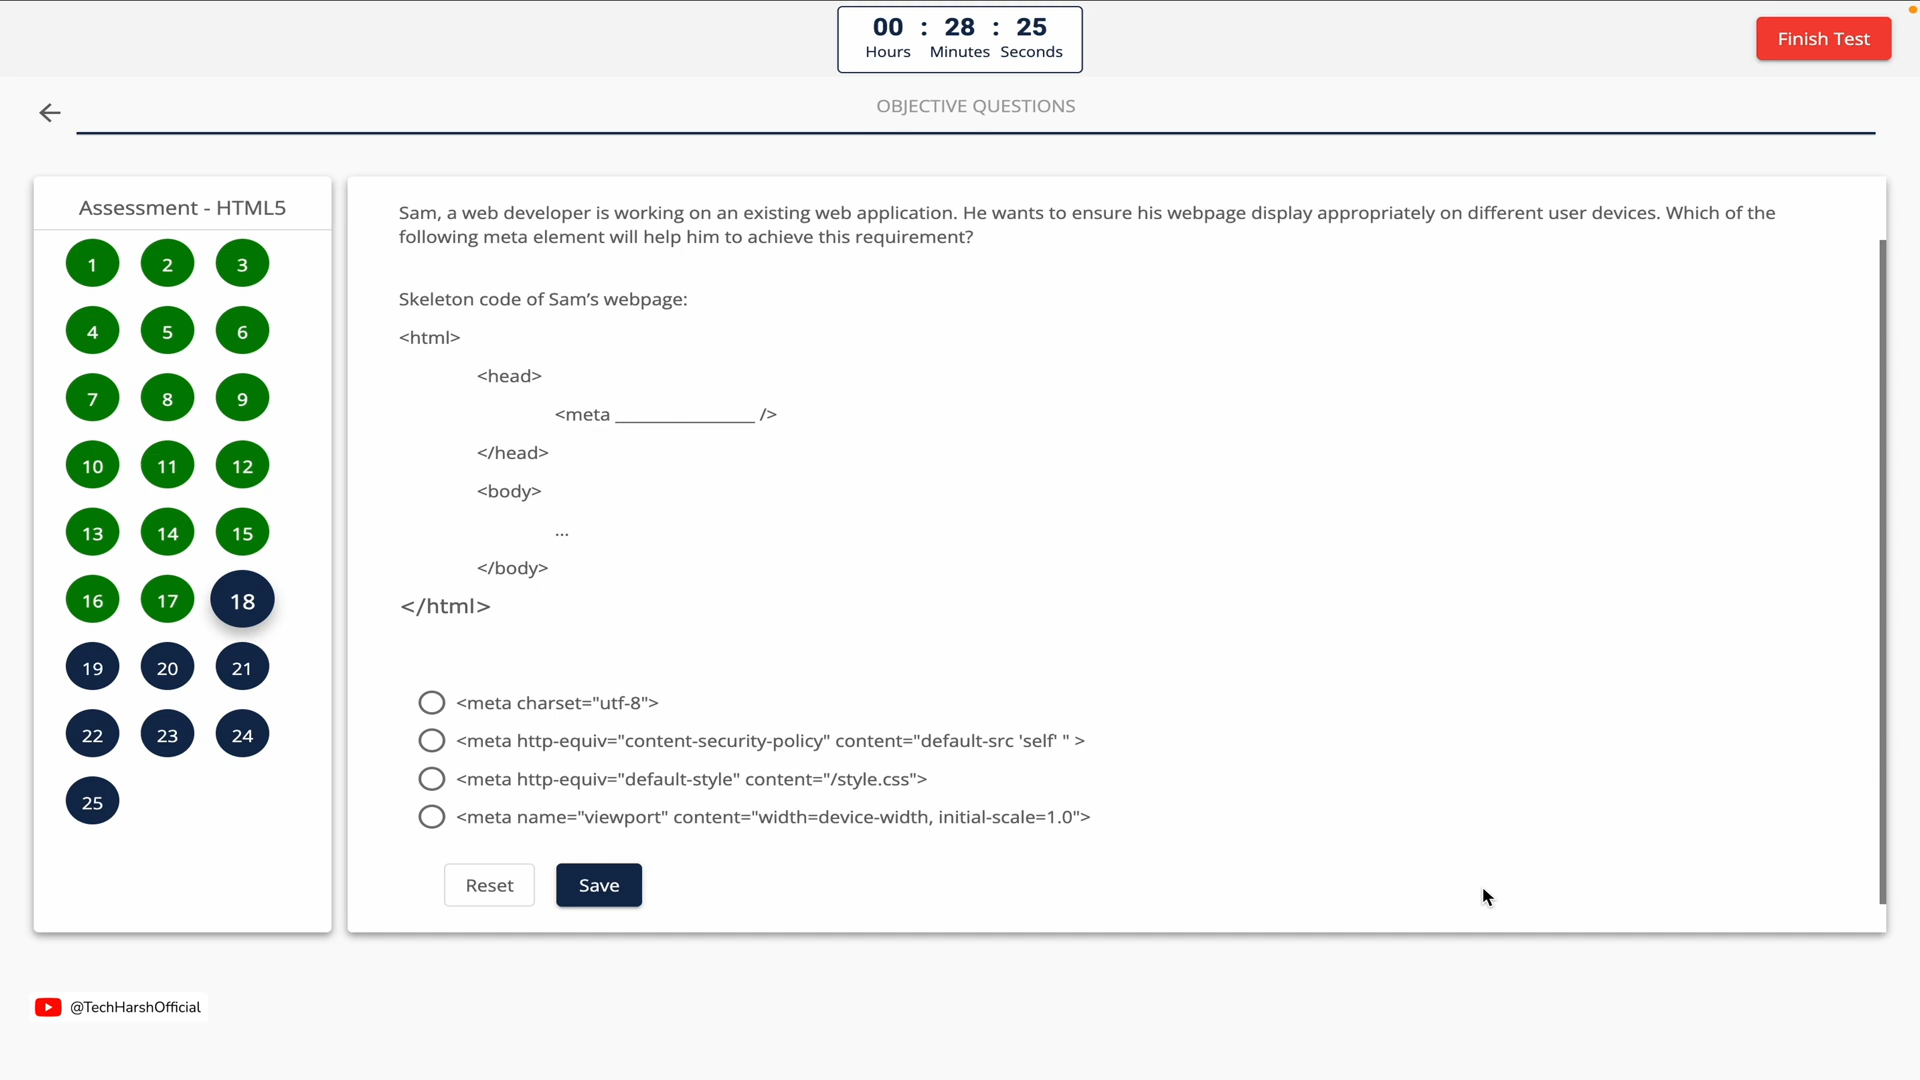 00 : 28 : 25
Hours Minutes Seconds
Finish Test
OBJECTIVE QUESTIONS
Assessment - HTML5
1 2 3
4 5 6
7 8 9
10 11 12
13 14 15
16 17 18
19 20 21
22 23 24
25
Sam, a web developer is working on an existing web application. He wants to ensure his webpage display appropriately on different user devices. Which of the
following meta element will help him to achieve this requirement?
Skeleton code of Sam’s webpage:
<html>
<head>
<meta _______________ />
</head>
<body>
...
</body>
</html>
<meta charset="utf-8">
<meta http-equiv="content-security-policy" content="default-src 'self' " >
<meta http-equiv="default-style" content="/style.css">
<meta name="viewport" content="width=device-width, initial-scale=1.0">
Reset Save
@TechHarshOfficial